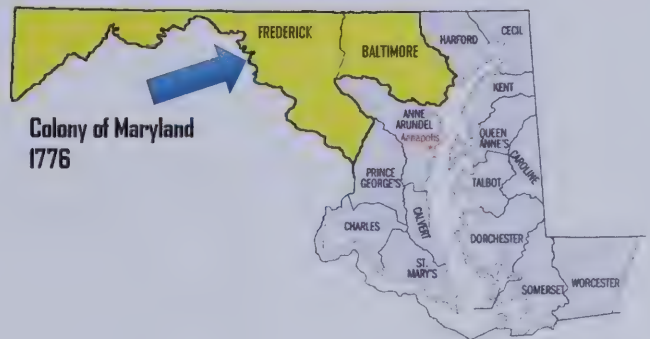 FREDERICK
BALTIMORE
HARFORD
CECIL
KENT
Colony of Maryland
1776
ANNE
ARUNDEL
Annapolis
QUEEN
ANNE'S
CAROLINE
PRINCE
GEORGE'S
TALBOT
CALVERT
CHARLES
DORCHESTER
ST.
MARY'S
SOMERSET
WORCESTER